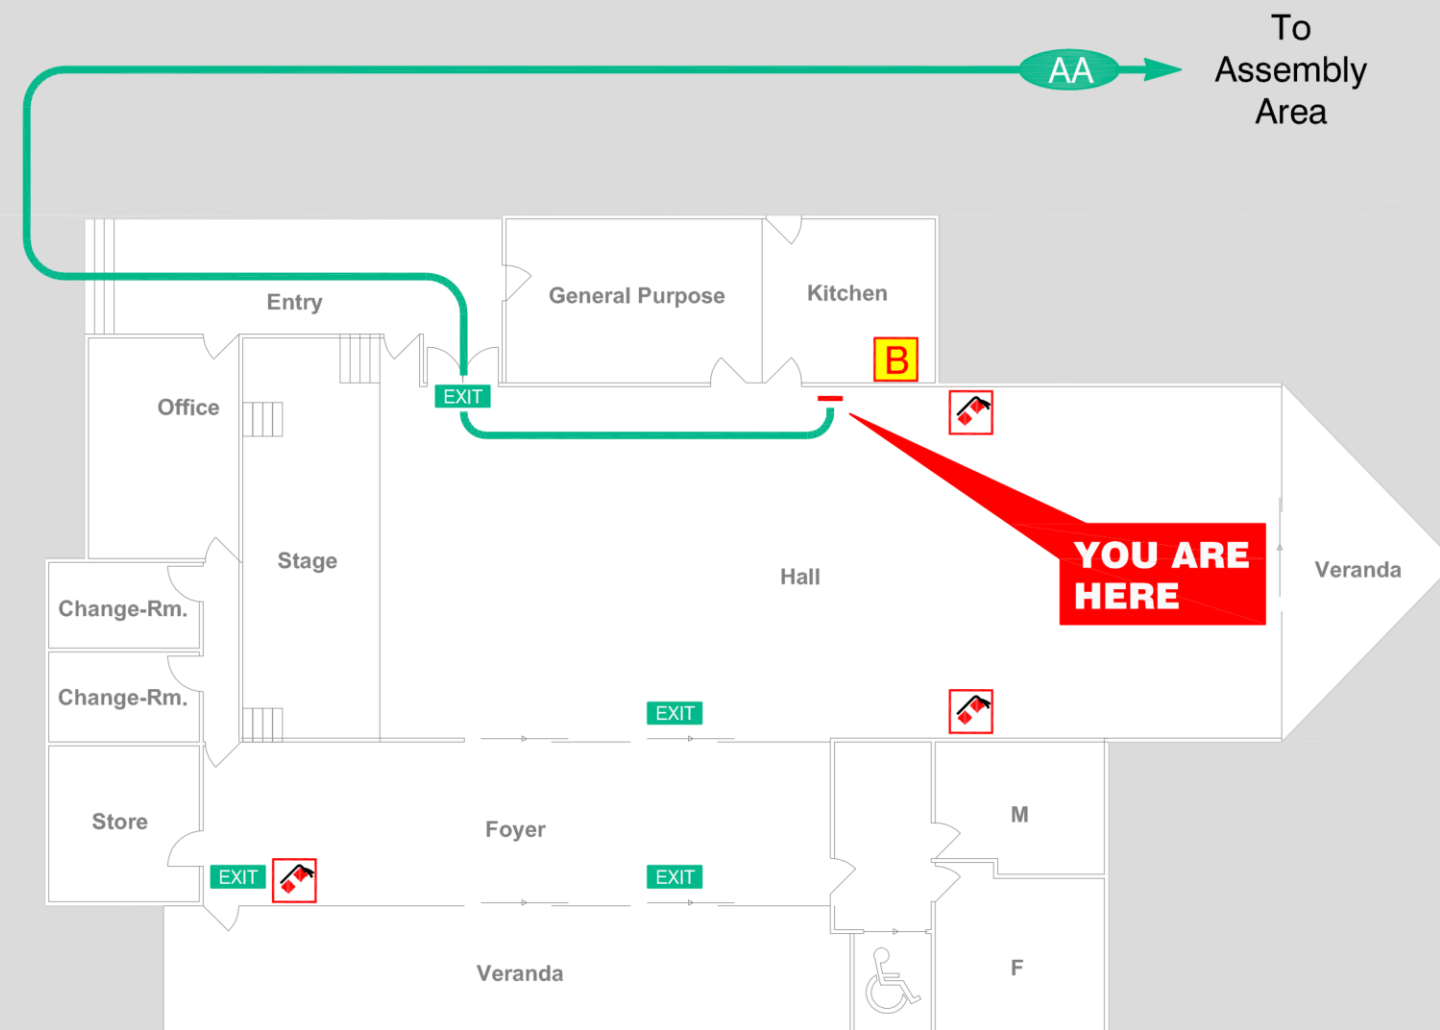 To
Assembly
Area
AA
Entry
General Purpose
Kitchen
B
EXIT
Office
YOU ARE
HERE
Stage
Hall
Veranda
Change-Rm.
Change-Rm.
EXIT
Store
Foyer
M
EXIT
EXIT
Veranda
F